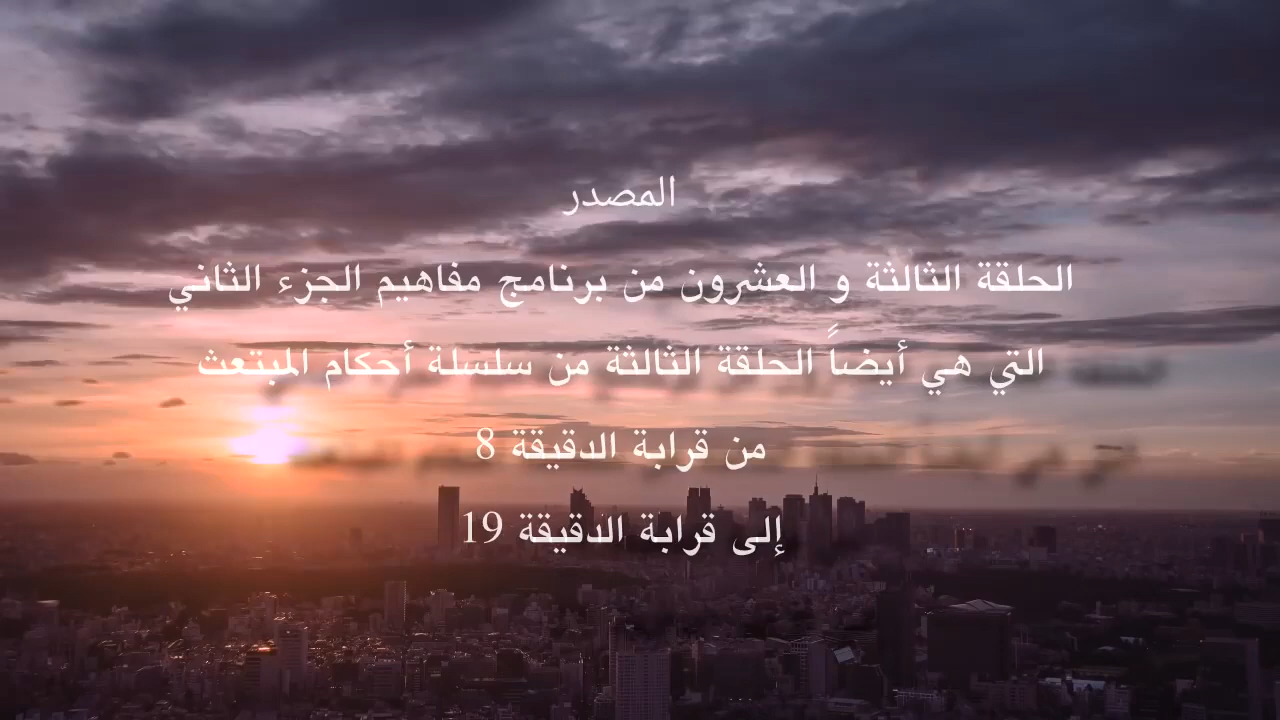 المصدر
الحلقة الثالثة و العشرون من برنامج مفاهيم الجزء الثاني
التي هي أيضاً الحلقة الثالثة من سلسلة أحكام المبتعث
من قرابة الدقيقة 8
إلى قرابة الدقيقة 19